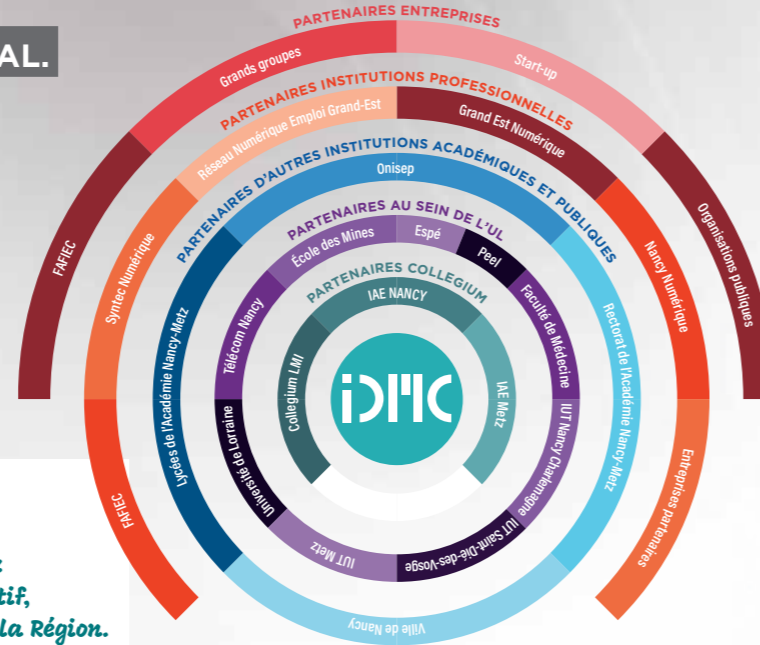 AL.
PARTENAIRES ENTREPRISES
FAFIEC
Grands groupes
Start-up
Organisations publiques
PARTENAIRES INSTITUTIONS PROFESSIONNELLES
FAFIEC
Syntec Numérique
Réseau Numérique Emploi Grand-Est
Grand Est Numérique
Nancy Numérique
Entreprises partenaires
PARTENAIRES D'AUTRES INSTITUTIONS ACADÉMIQUES ET PUBLIQUES
Lycées de l'Académie Nancy-Metz
Onisep
Rectorat de l'Académie Nancy-Metz
Ville de Nancy
PARTENAIRES AU SEIN DE L'UL
Université de Lorraine
Télécom Nancy
École des Mines
Espé
Peel
Faculté de Médecine
IUT Nancy Charlemagne
IUT Saint-Dié-des-Vosge
IUT Metz
PARTENAIRES COLLEGIUM
Collegium LMI
IAE NANCY
IAE Metz
iDMC
tif,
la Région.